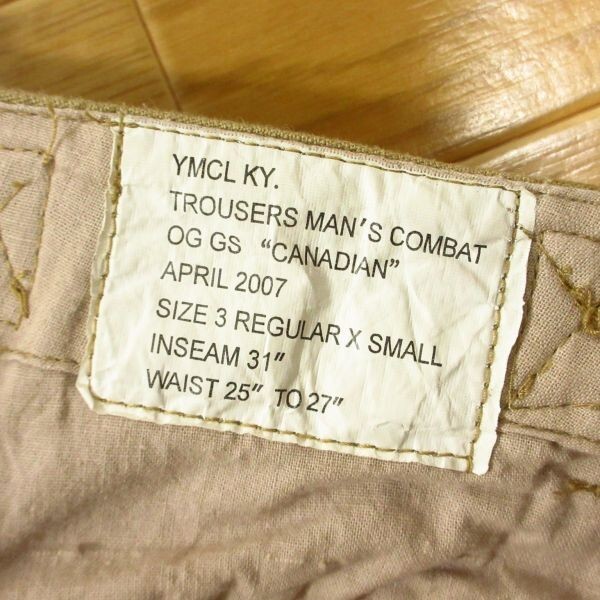 YMCL KY.
TROUSERS MAN'S COMBAT
OG GS "CANADIAN"
APRIL 2007
SIZE 3 REGULAR X SMALL
INSEAM 31"
WAIST 25" TO 27"